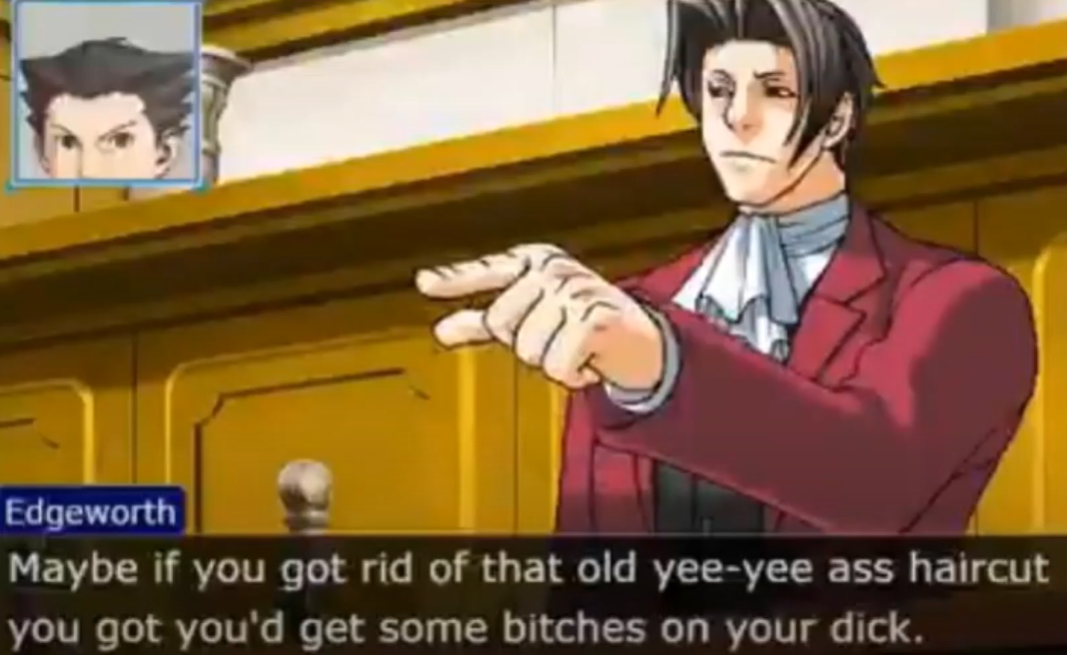 Edgeworth
Maybe if you got rid of that old yee-yee ass haircut
you got you'd get some bitches on your dick.